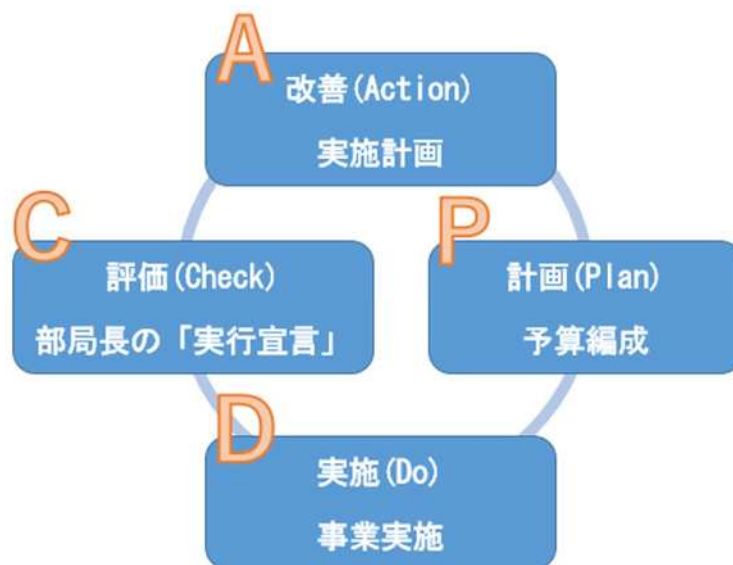 A
改善(Action)
実施計画
C
評価(Check)
部局長の「実行宣言」
P
計画(Plan)
予算編成
D
実施(Do)
事業実施